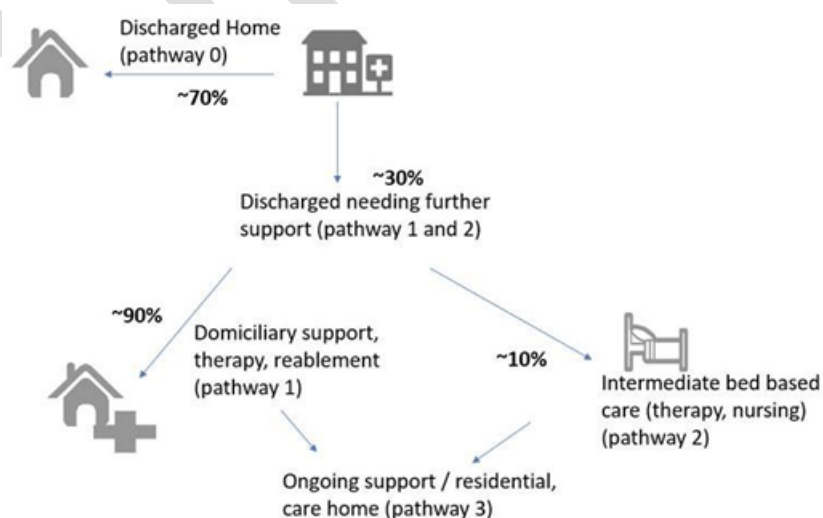 Discharged Home
(pathway 0)
~70%
~30%
Discharged needing further
support (pathway 1 and 2)
~90%
Domiciliary support,
therapy, reablement
(pathway 1)
~10%
Intermediate bed based
care (therapy, nursing)
(pathway 2)
Ongoing support / residential,
care home (pathway 3)